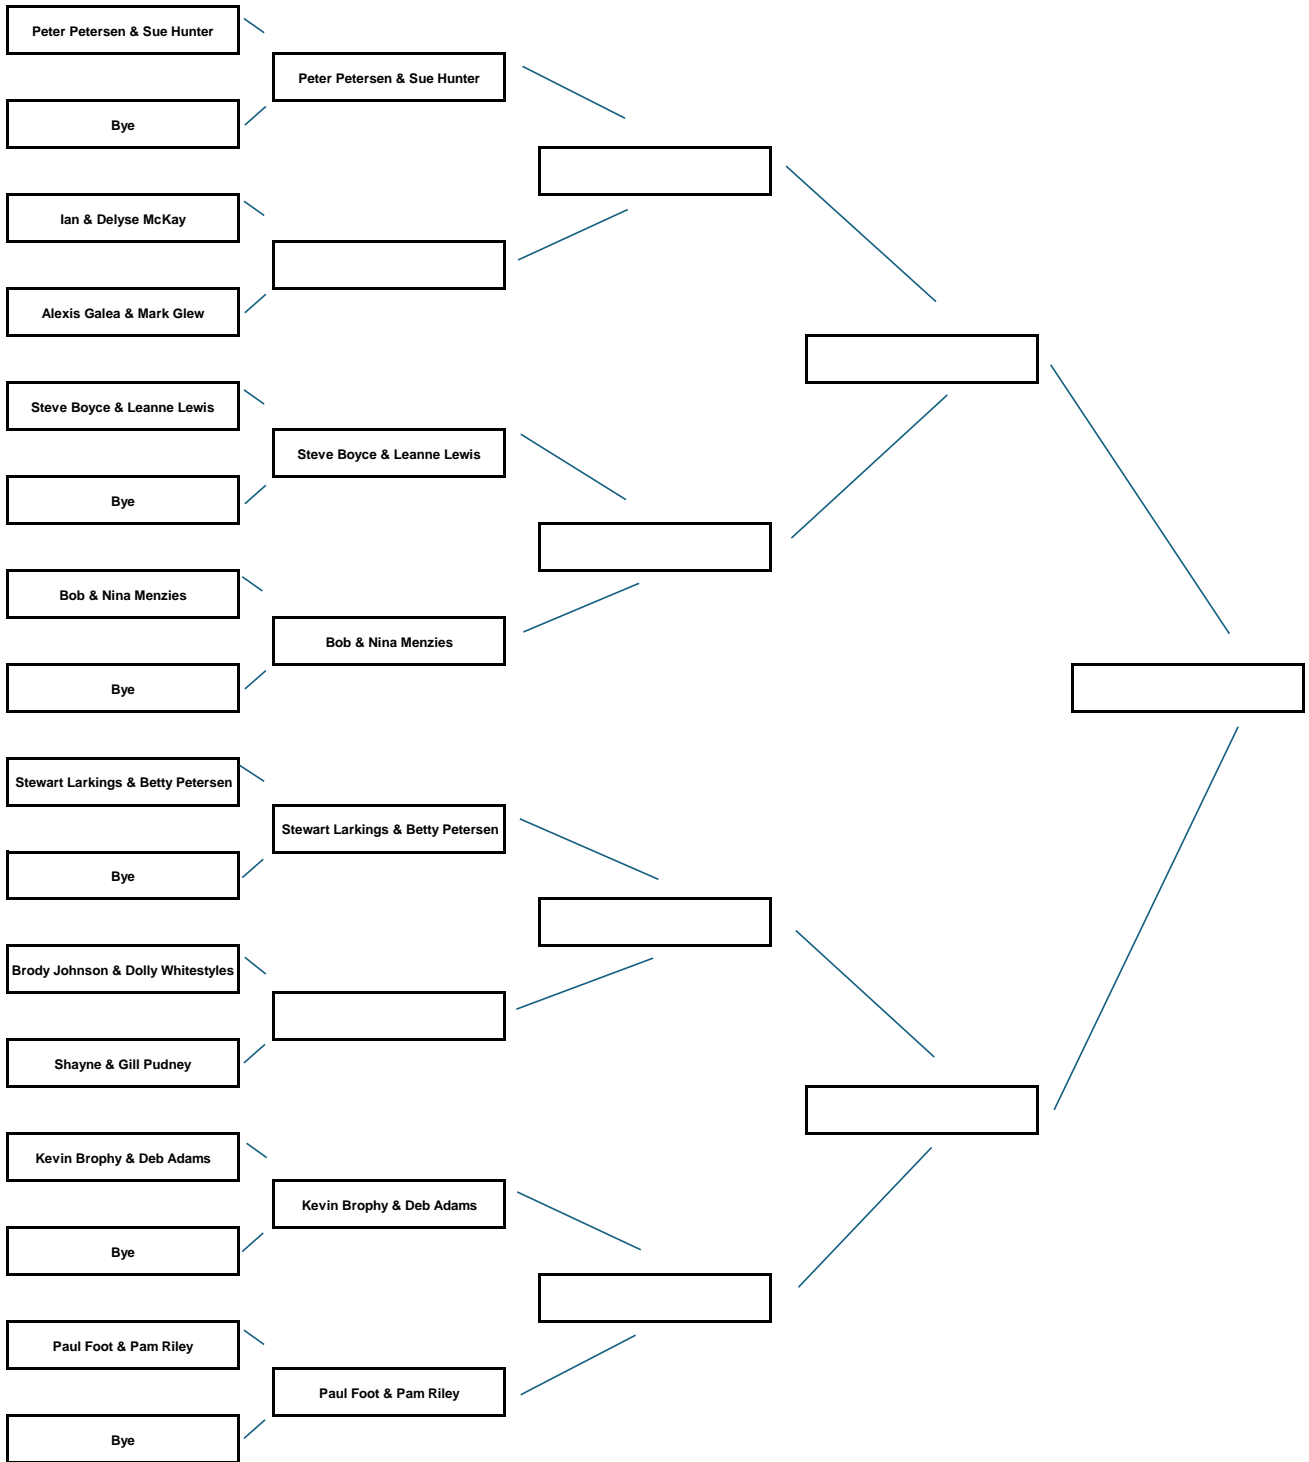 Peter Petersen & Sue Hunter
Peter Petersen & Sue Hunter
Bye
Ian & Delyse McKay
Alexis Galea & Mark Glew
Steve Boyce & Leanne Lewis
Steve Boyce & Leanne Lewis
Bye
Bob & Nina Menzies
Bob & Nina Menzies
Bye
Stewart Larkings & Betty Petersen
Stewart Larkings & Betty Petersen
Bye
Brody Johnson & Dolly Whitestyles
Shayne & Gill Pudney
Kevin Brophy & Deb Adams
Kevin Brophy & Deb Adams
Bye
Paul Foot & Pam Riley
Paul Foot & Pam Riley
Bye